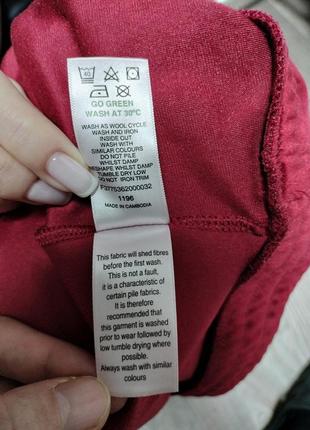 40
GO GREEN
WASH AT 30°C
WASH AS WOOL CYCLE
WASH AND IRON
INSIDE OUT
WASH WITH
SIMILAR COLOURS
DO NOT PILE
WHILST DAMP
RESHAPE WHILST DAMP
TUMBLE DRY LOW
DO NOT IRON TRIM
F3775362000032
1196
MADE IN CAMBODIA
This fabric will shed fibres
before the first wash.
This is not a fault,
it is a characteristic of
certain pile fabrics.
It is therefore
recommended that
this garment is washed
prior to wear followed by
low tumble drying where
possible.
Always wash with similar
colours